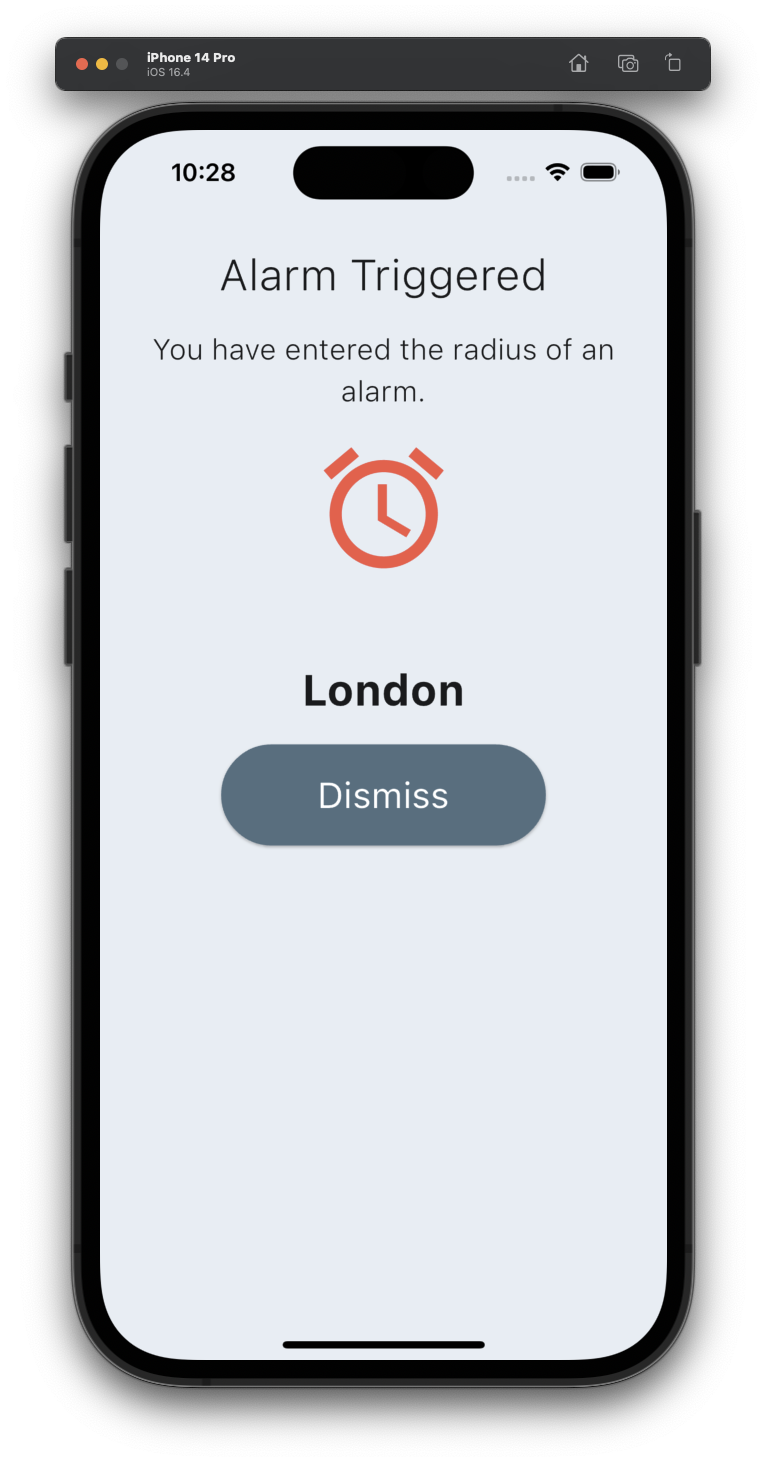 iPhone 14 Pro
iOS 16.4
10:28
Alarm Triggered
You have entered the radius of an
alarm.
London
Dismiss